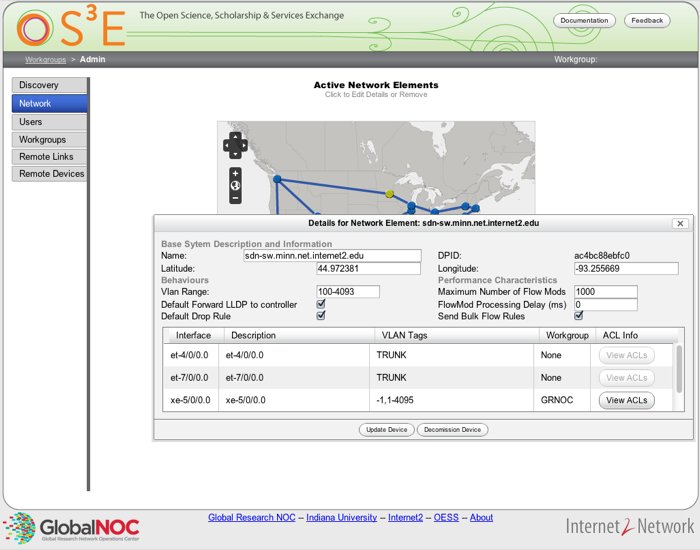 OS3E The Open Science, Scholarship & Services Exchange
Documentation Feedback
Workgroups > Admin Workgroup:
Discovery
Network
Users
Workgroups
Remote Links
Remote Devices
Active Network Elements
Click to Edit Details or Remove
Details for Network Element: sdn-sw.minn.net.internet2.edu
Base Sytem Description and Information
Name: sdn-sw.minn.net.internet2.edu DPID: ac4bc88ebfc0
Latitude: 44.972381 Longitude: -93.255669
Behaviours Performance Characteristics
Vlan Range: 100-4093 Maximum Number of Flow Mods 1000
Default Forward LLDP to controller FlowMod Processing Delay (ms) 0
Default Drop Rule Send Bulk Flow Rules
Interface Description VLAN Tags Workgroup ACL Info
et-4/0/0.0 et-4/0/0.0 TRUNK None View ACLs
et-7/0/0.0 et-7/0/0.0 TRUNK None View ACLs
xe-5/0/0.0 xe-5/0/0.0 -1,1-4095 GRNOC View ACLs
Update Device Decomission Device
GlobalNOC
Global Research Network Operations Center
Global Research NOC -- Indiana University -- Internet2 -- OESS -- About
Internet2 Network